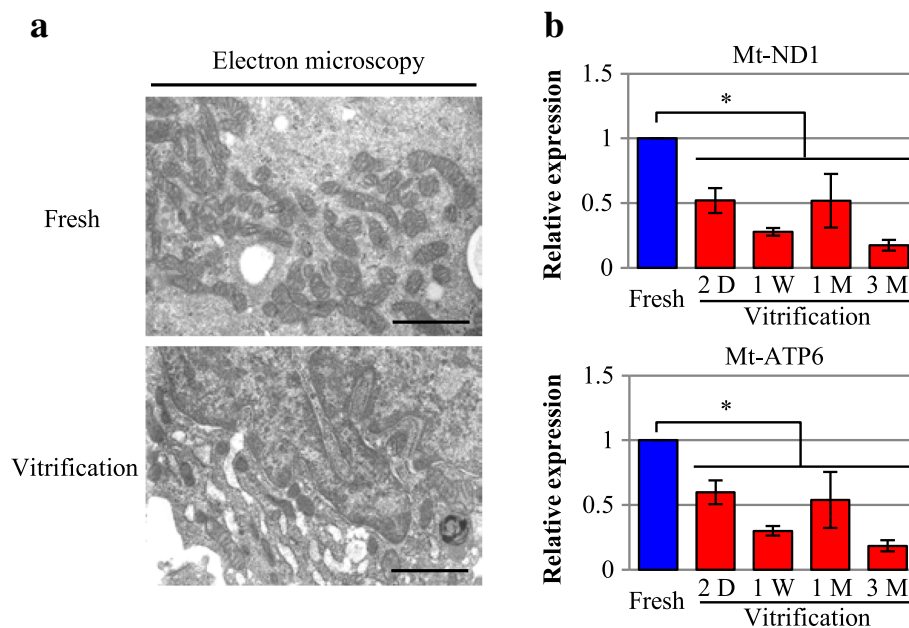 a
Electron microscopy
Fresh
Vitrification
b
Mt-ND1
Relative expression
1.5
1
0.5
0
*
Fresh
2 D 1 W 1 M 3 M
Vitrification
Mt-ATP6
Relative expression
1.5
1
0.5
0
*
Fresh
2 D 1 W 1 M 3 M
Vitrification